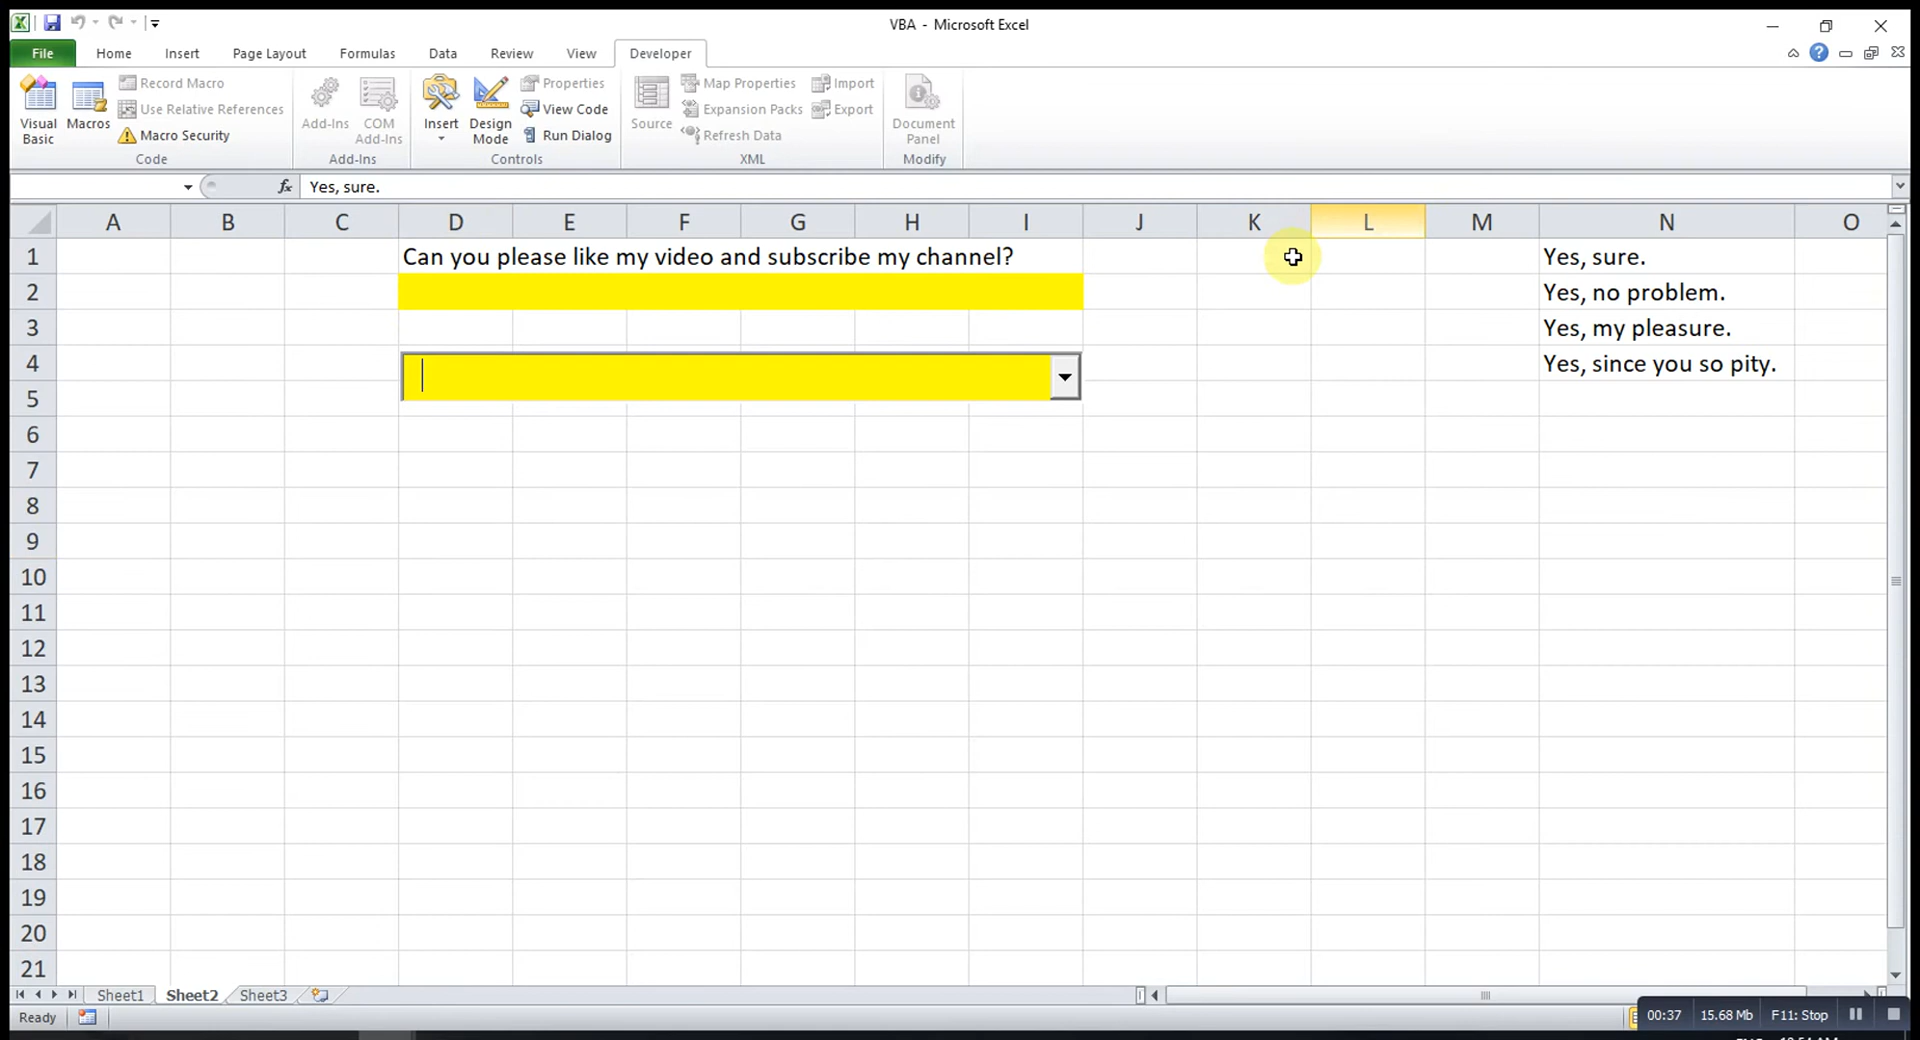 VBA - Microsoft Excel
File Home Insert Page Layout Formulas Data Review View Developer
Visual Basic
Macros
Record Macro
Use Relative References
Macro Security
Code
Add-Ins
COM Add-Ins
Add-Ins
Insert
Design Mode
Properties
View Code
Run Dialog
Controls
Source
Map Properties
Expansion Packs
Refresh Data
Import
Export
XML
Document Panel
Modify
fx Yes, sure.
A B C D E F G H I J K L M N O
1 Can you please like my video and subscribe my channel? Yes, sure.
2 Yes, no problem.
3 Yes, my pleasure.
4 Yes, since you so pity.
5
6
7
8
9
10
11
12
13
14
15
16
17
18
19
20
21
Sheet1 Sheet2 Sheet3
Ready
00:37 15.68 Mb F11: Stop